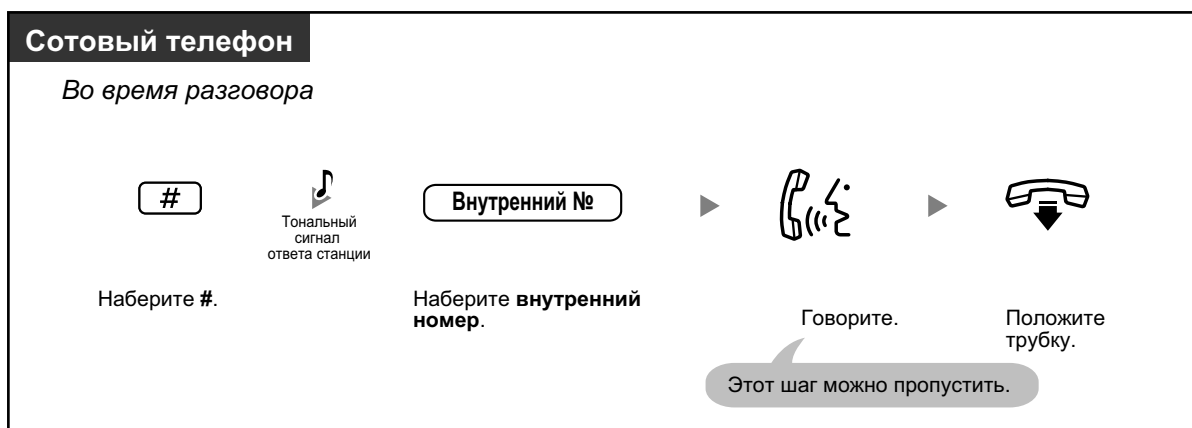 Сотовый телефон
Во время разговора
#
Тональный
сигнал
ответа станции
Внутренний №
Наберите #.
Наберите внутренний
номер.
Говорите.
Положите
трубку.
Этот шаг можно пропустить.